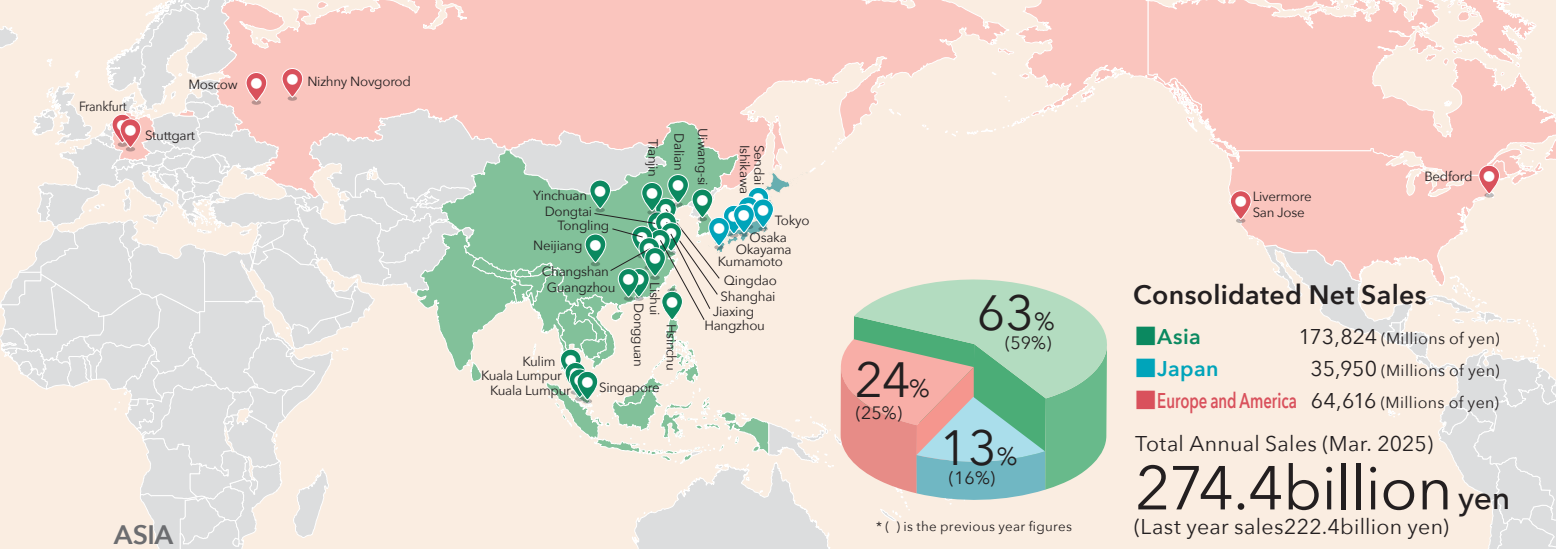 Moscow
Nizhny Novgorod
Frankfurt
Stuttgart
Yinchuan
Dongtai
Tongling
Neijiang
Changshan
Guangzhou
Tianjin
Dalian
Uiwang-si
Ishikawa
Sendai
Tokyo
Osaka
Okayama
Kumamoto
Qingdao
Shanghai
Jiaxing
Hangzhou
Lishui
Dongguan
Hsinchu
Kulim
Kuala Lumpur
Kuala Lumpur
Singapore
Bedford
Livermore
San Jose
63%
(59%)
24%
(25%)
13%
(16%)
* ( ) is the previous year figures
Consolidated Net Sales
Asia 173,824 (Millions of yen)
Japan 35,950 (Millions of yen)
Europe and America 64,616 (Millions of yen)
Total Annual Sales (Mar. 2025)
274.4billion yen
(Last year sales222.4billion yen)
ASIA